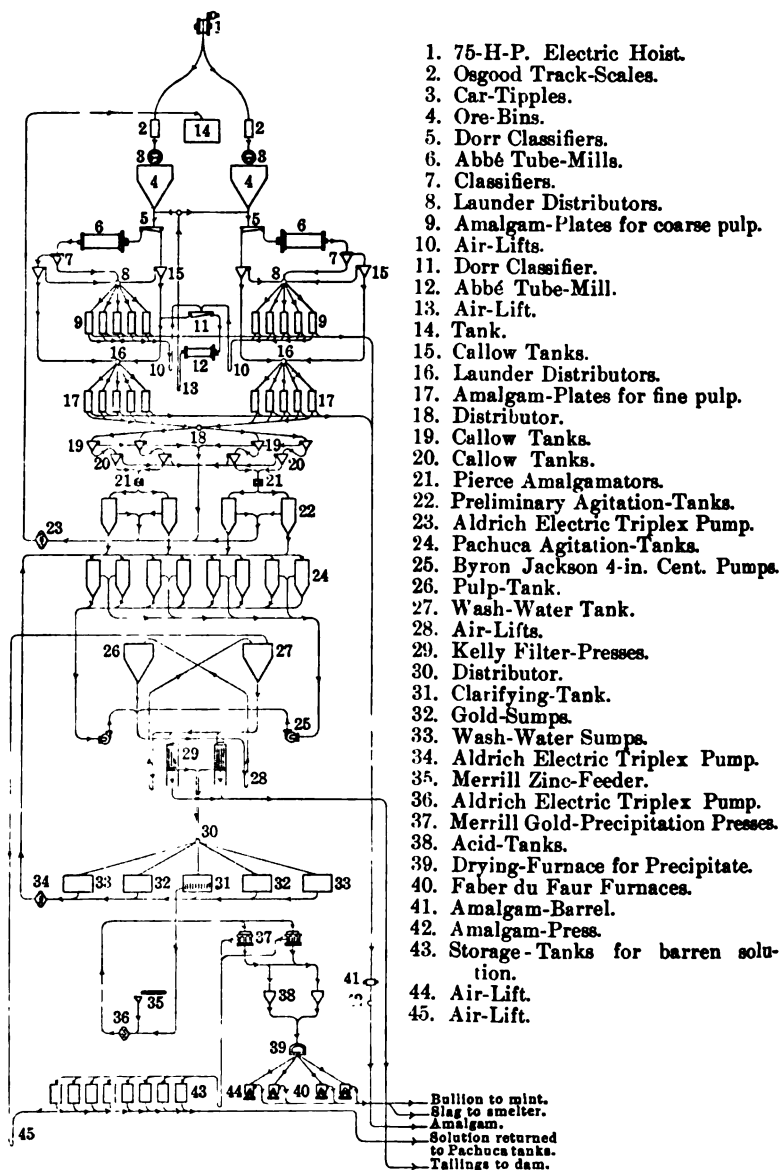 1
2
14
2
3
3
4
4
5
5
6
6
7
7
15
15
8
8
9
11
9
10
12
10
13
16
16
17
17
18
19
19
20
20
21
21
22
23
24
26
27
25
29
28
30
34
33
32
31
32
33
37
41
35
38
36
39
44
40
43
45
1. 75-H-P. Electric Hoist.
2. Osgood Track-Scales.
3. Car-Tipples.
4. Ore-Bins.
5. Dorr Classifiers.
6. Abbé Tube-Mills.
7. Classifiers.
8. Launder Distributors.
9. Amalgam-Plates for coarse pulp.
10. Air-Lifts.
11. Dorr Classifier.
12. Abbé Tube-Mill.
13. Air-Lift.
14. Tank.
15. Callow Tanks.
16. Launder Distributors.
17. Amalgam-Plates for fine pulp.
18. Distributor.
19. Callow Tanks.
20. Callow Tanks.
21. Pierce Amalgamators.
22. Preliminary Agitation-Tanks.
23. Aldrich Electric Triplex Pump.
24. Pachuca Agitation-Tanks.
25. Byron Jackson 4-in. Cent. Pumps.
26. Pulp-Tank.
27. Wash-Water Tank.
28. Air-Lifts.
29. Kelly Filter-Presses.
30. Distributor.
31. Clarifying-Tank.
32. Gold-Sumps.
33. Wash-Water Sumps.
34. Aldrich Electric Triplex Pump.
35. Merrill Zinc-Feeder.
36. Aldrich Electric Triplex Pump.
37. Merrill Gold-Precipitation Presses.
38. Acid-Tanks.
39. Drying-Furnace for Precipitate.
40. Faber du Faur Furnaces.
41. Amalgam-Barrel.
42. Amalgam-Press.
43. Storage-Tanks for barren solu-
tion.
44. Air-Lift.
45. Air-Lift.
Bullion to mint.
Slag to smelter.
Amalgam.
Solution returned
to Pachuca tanks.
Tailings to dam.